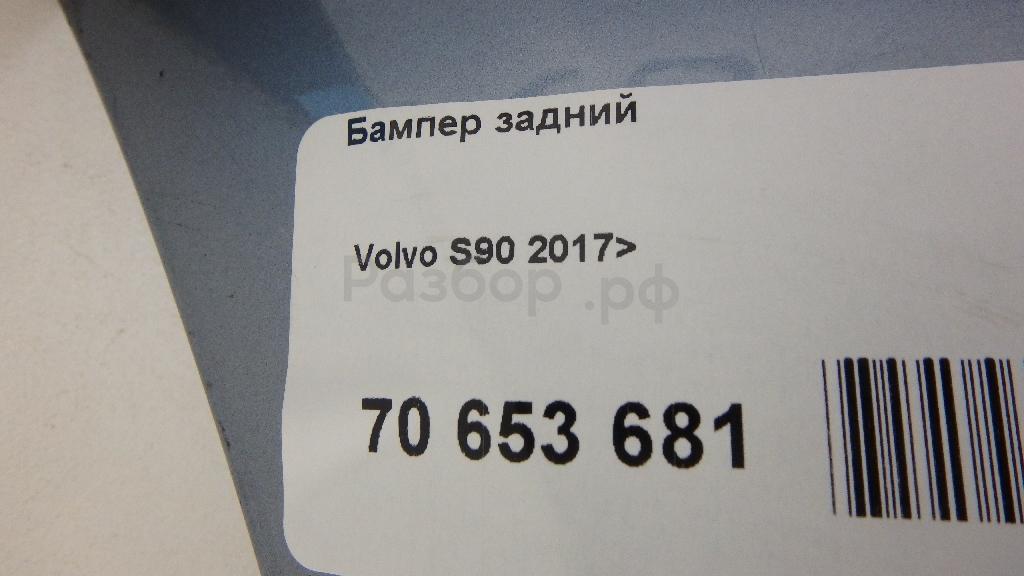 Бампер задний
Volvo S90 2017>
Разбор .рф
70 653 681